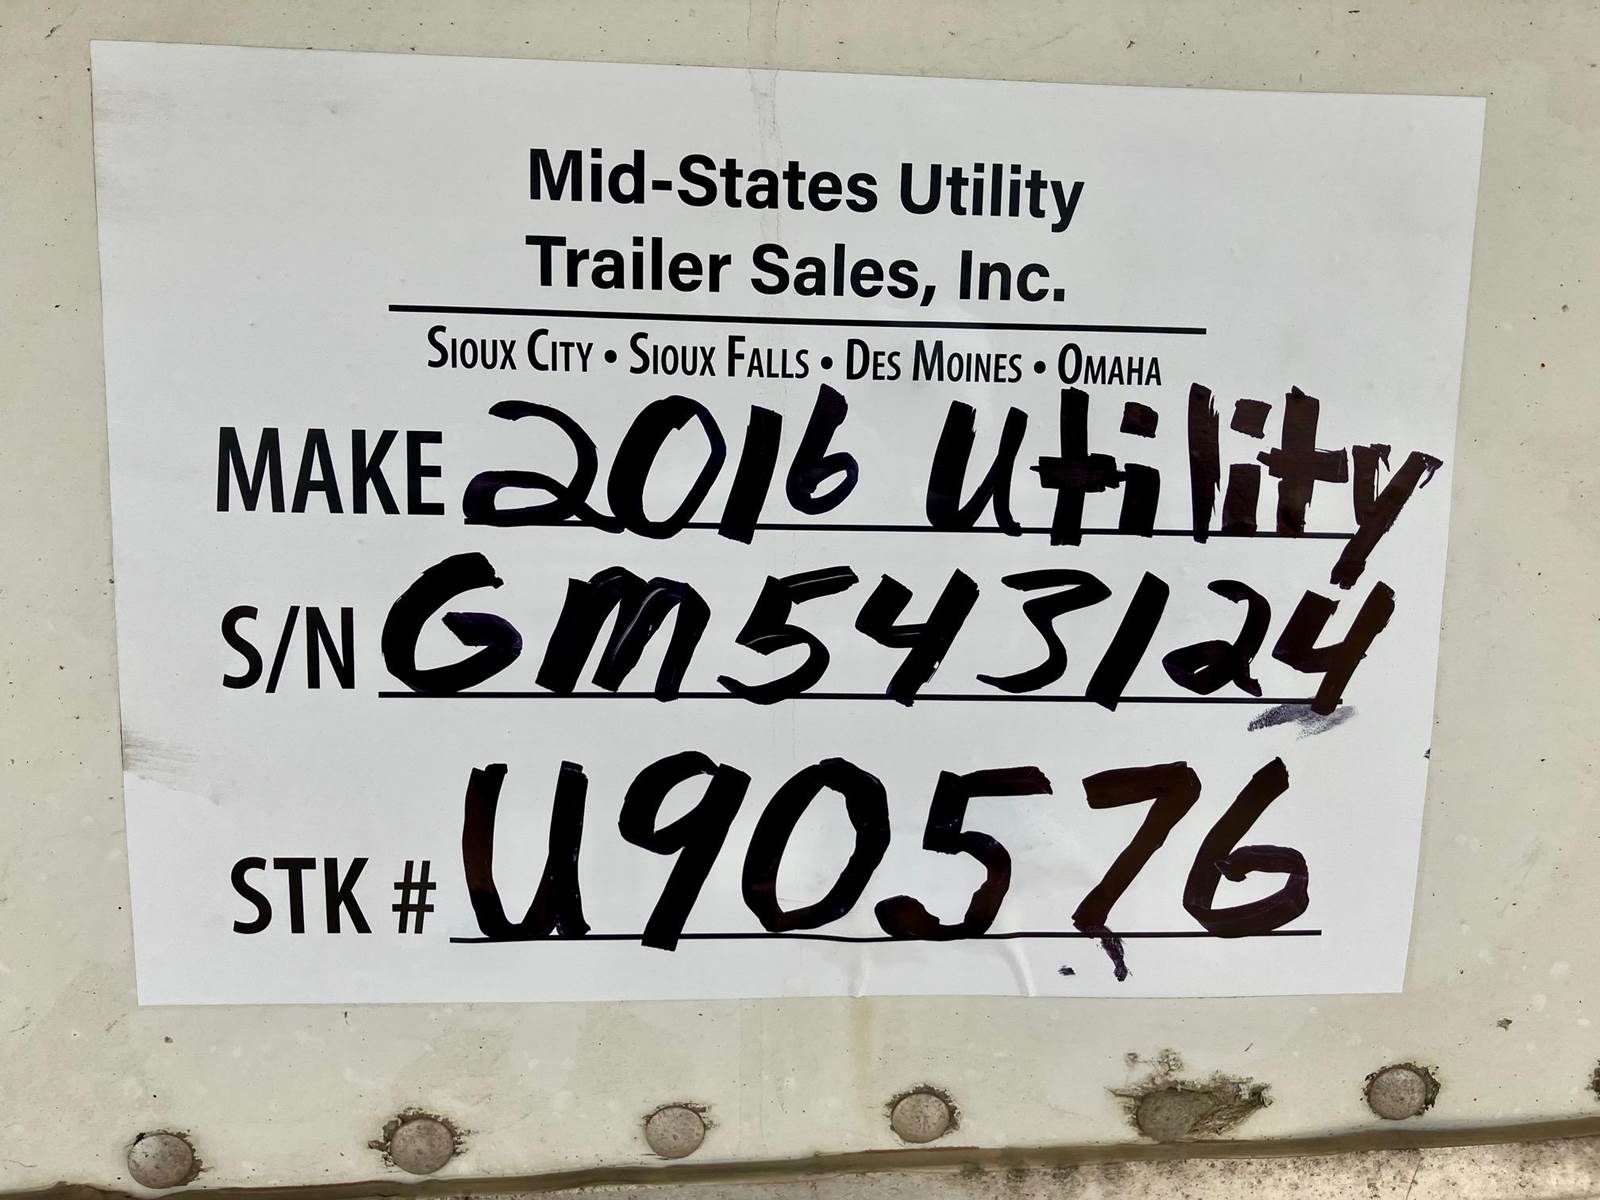 Mid-States Utility
Trailer Sales, Inc.
Sioux City • Sioux Falls • Des Moines • Omaha
MAKE 2016 Utility
S/N GM543124
STK # U90576